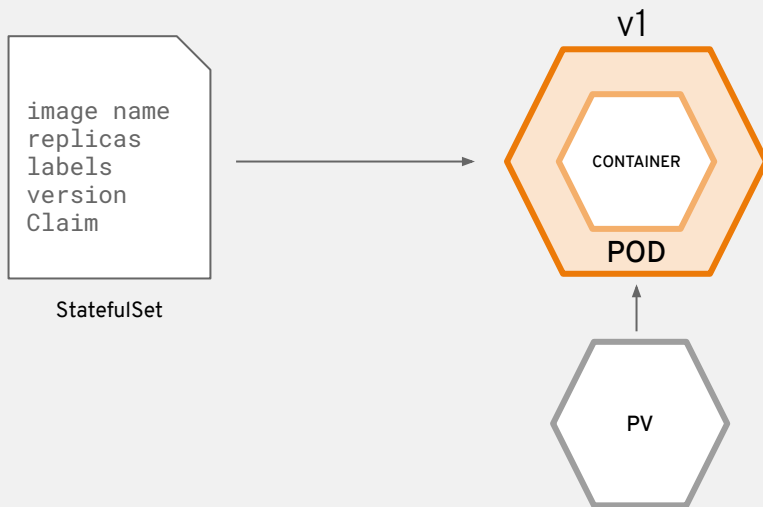 image name
replicas
labels
version
Claim
StatefulSet
v1
CONTAINER
POD
PV